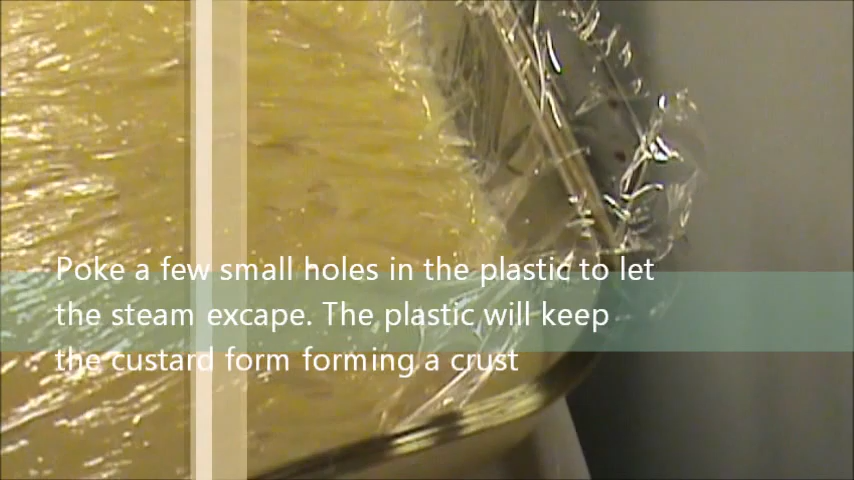 Poke a few small holes in the plastic to let
the steam excape. The plastic will keep
the custard form forming a crust